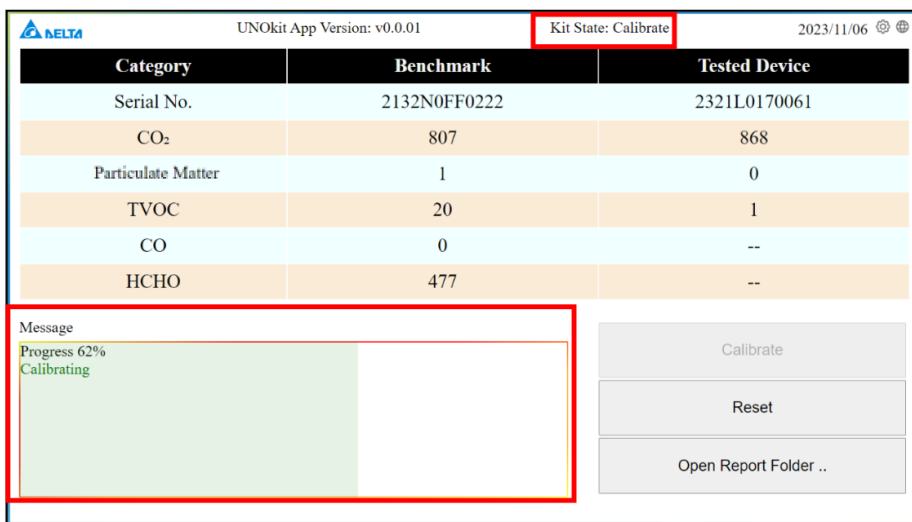 DELTA UNOkit App Version: v0.0.01 Kit State: Calibrate 2023/11/06
Category Benchmark Tested Device
Serial No. 2132N0FF0222 2321L0170061
CO₂ 807 868
Particulate Matter 1 0
TVOC 20 1
CO 0 --
HCHO 477 --
Message
Progress 62%
Calibrating
Calibrate
Reset
Open Report Folder ..